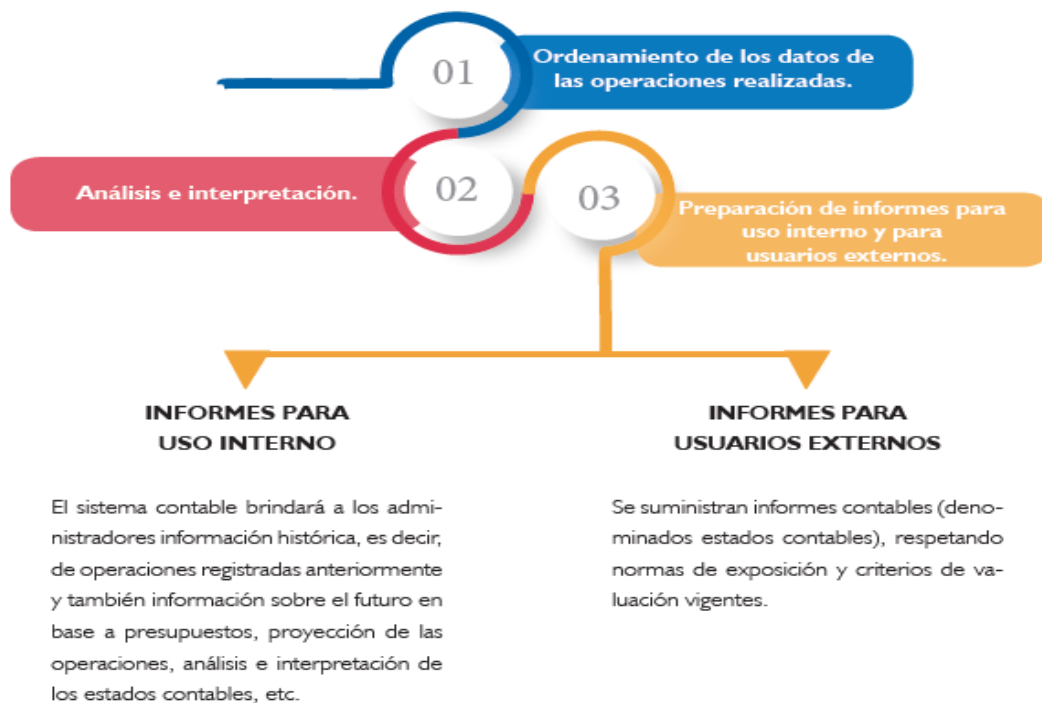 01
Ordenamiento de los datos de
las operaciones realizadas.
Análisis e interpretación.
02
03
Preparación de informes para
uso interno y para
usuarios externos.
INFORMES PARA
USO INTERNO
El sistema contable brindará a los admi-
nistradores información histórica, es decir,
de operaciones registradas anteriormente
y también información sobre el futuro en
base a presupuestos, proyección de las
operaciones, análisis e interpretación de
los estados contables, etc.
INFORMES PARA
USUARIOS EXTERNOS
Se suministran informes contables (deno-
minados estados contables), respetando
normas de exposición y criterios de va-
luación vigentes.